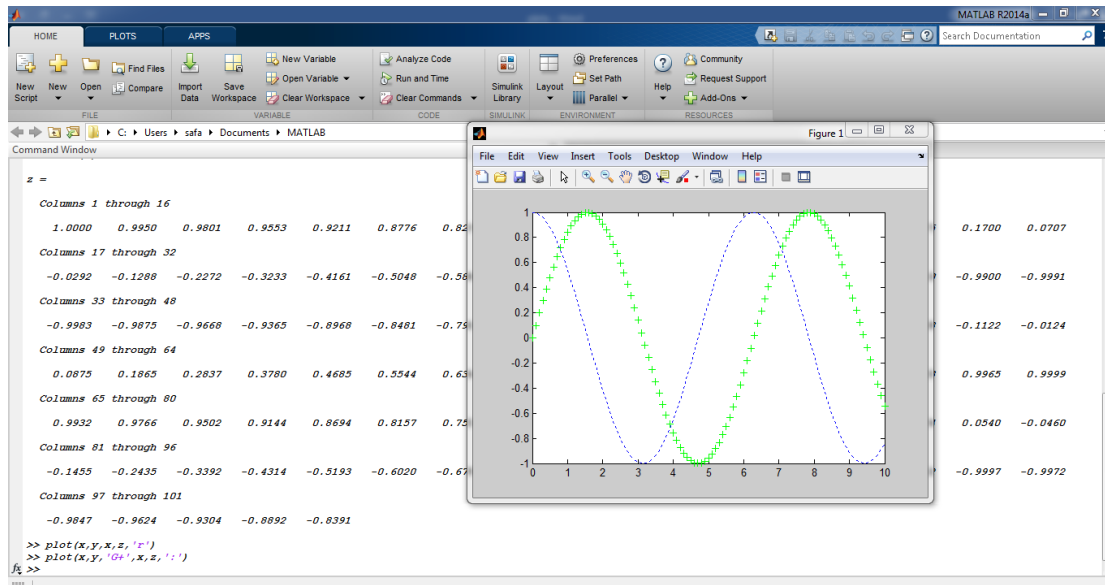 MATLAB R2014a
HOME PLOTS APPS
Search Documentation
New Script
New
Open
Find Files
Compare
Import Data
Save Workspace
New Variable
Open Variable
Clear Workspace
Analyze Code
Run and Time
Clear Commands
Simulink Library
Layout
Preferences
Set Path
Parallel
Help
Community
Request Support
Add-Ons
FILE VARIABLE CODE SIMULINK ENVIRONMENT RESOURCES
C: Users safa Documents MATLAB
Command Window
z =
Columns 1 through 16
1.0000 0.9950 0.9801 0.9553 0.9211 0.8776 0.82 0.1700 0.0707
Columns 17 through 32
-0.0292 -0.1288 -0.2272 -0.3233 -0.4161 -0.5048 -0.58 -0.9900 -0.9991
Columns 33 through 48
-0.9983 -0.9875 -0.9668 -0.9365 -0.8968 -0.8481 -0.79 -0.1122 -0.0124
Columns 49 through 64
0.0875 0.1865 0.2837 0.3780 0.4685 0.5544 0.63 0.9965 0.9999
Columns 65 through 80
0.9932 0.9766 0.9502 0.9144 0.8694 0.8157 0.75 0.0540 -0.0460
Columns 81 through 96
-0.1455 -0.2435 -0.3392 -0.4314 -0.5193 -0.6020 -0.67 -0.9997 -0.9972
Columns 97 through 101
-0.9847 -0.9624 -0.9304 -0.8892 -0.8391
>> plot(x,y,x,z,'r')
>> plot(x,y,'G+',x,z,':')
fx >>
Figure 1
File Edit View Insert Tools Desktop Window Help
1
0.8
0.6
0.4
0.2
0
-0.2
-0.4
-0.6
-0.8
-1
0 1 2 3 4 5 6 7 8 9 10